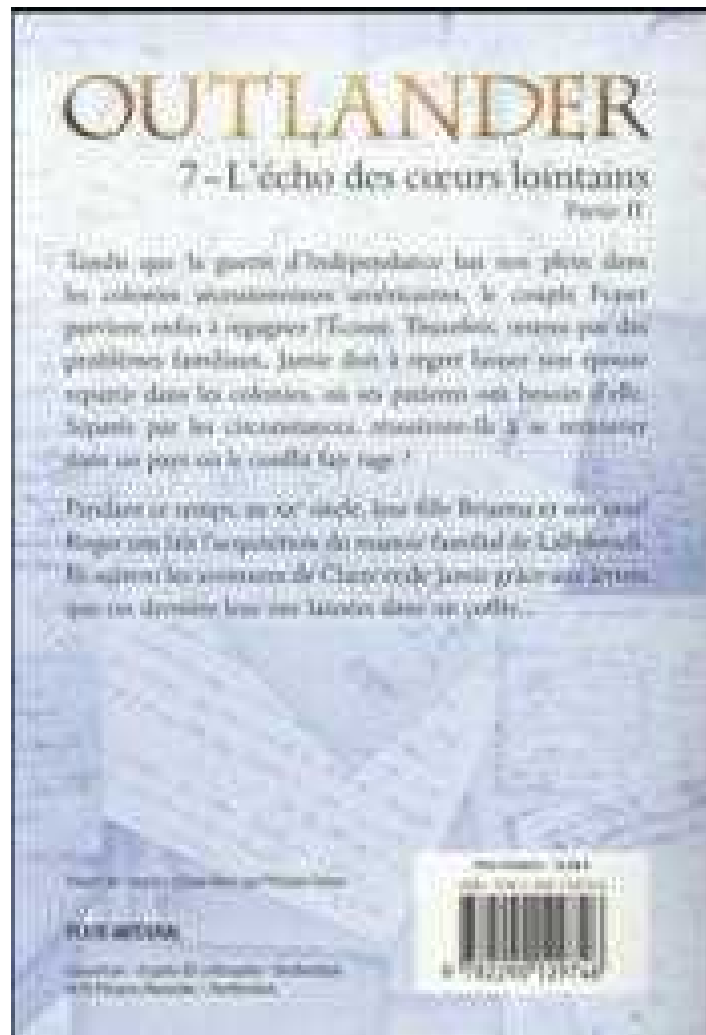 OUTLANDER
7 - L'écho des cœurs lointains
Partie II
Tandis que la guerre d'Indépendance bat son plein dans
les colonies américaines, le couple Fraser
parvient enfin à regagner l'Écosse. Toutefois, retenu par des
problèmes familiaux, Jamie doit à regret laisser son épouse
repartir dans les colonies, où ses patients ont besoin d'elle.
Séparés par les circonstances, réussiront-ils à se retrouver
dans un pays où le conflit fait rage ?
Pendant ce temps, au XXe siècle, leur fille Brianna et son mari
Roger ont fait l'acquisition du manoir familial de Lallybroch.
Ils suivent les aventures de Claire et de Jamie grâce aux lettres
que ces derniers leur ont laissées dans un coffre...